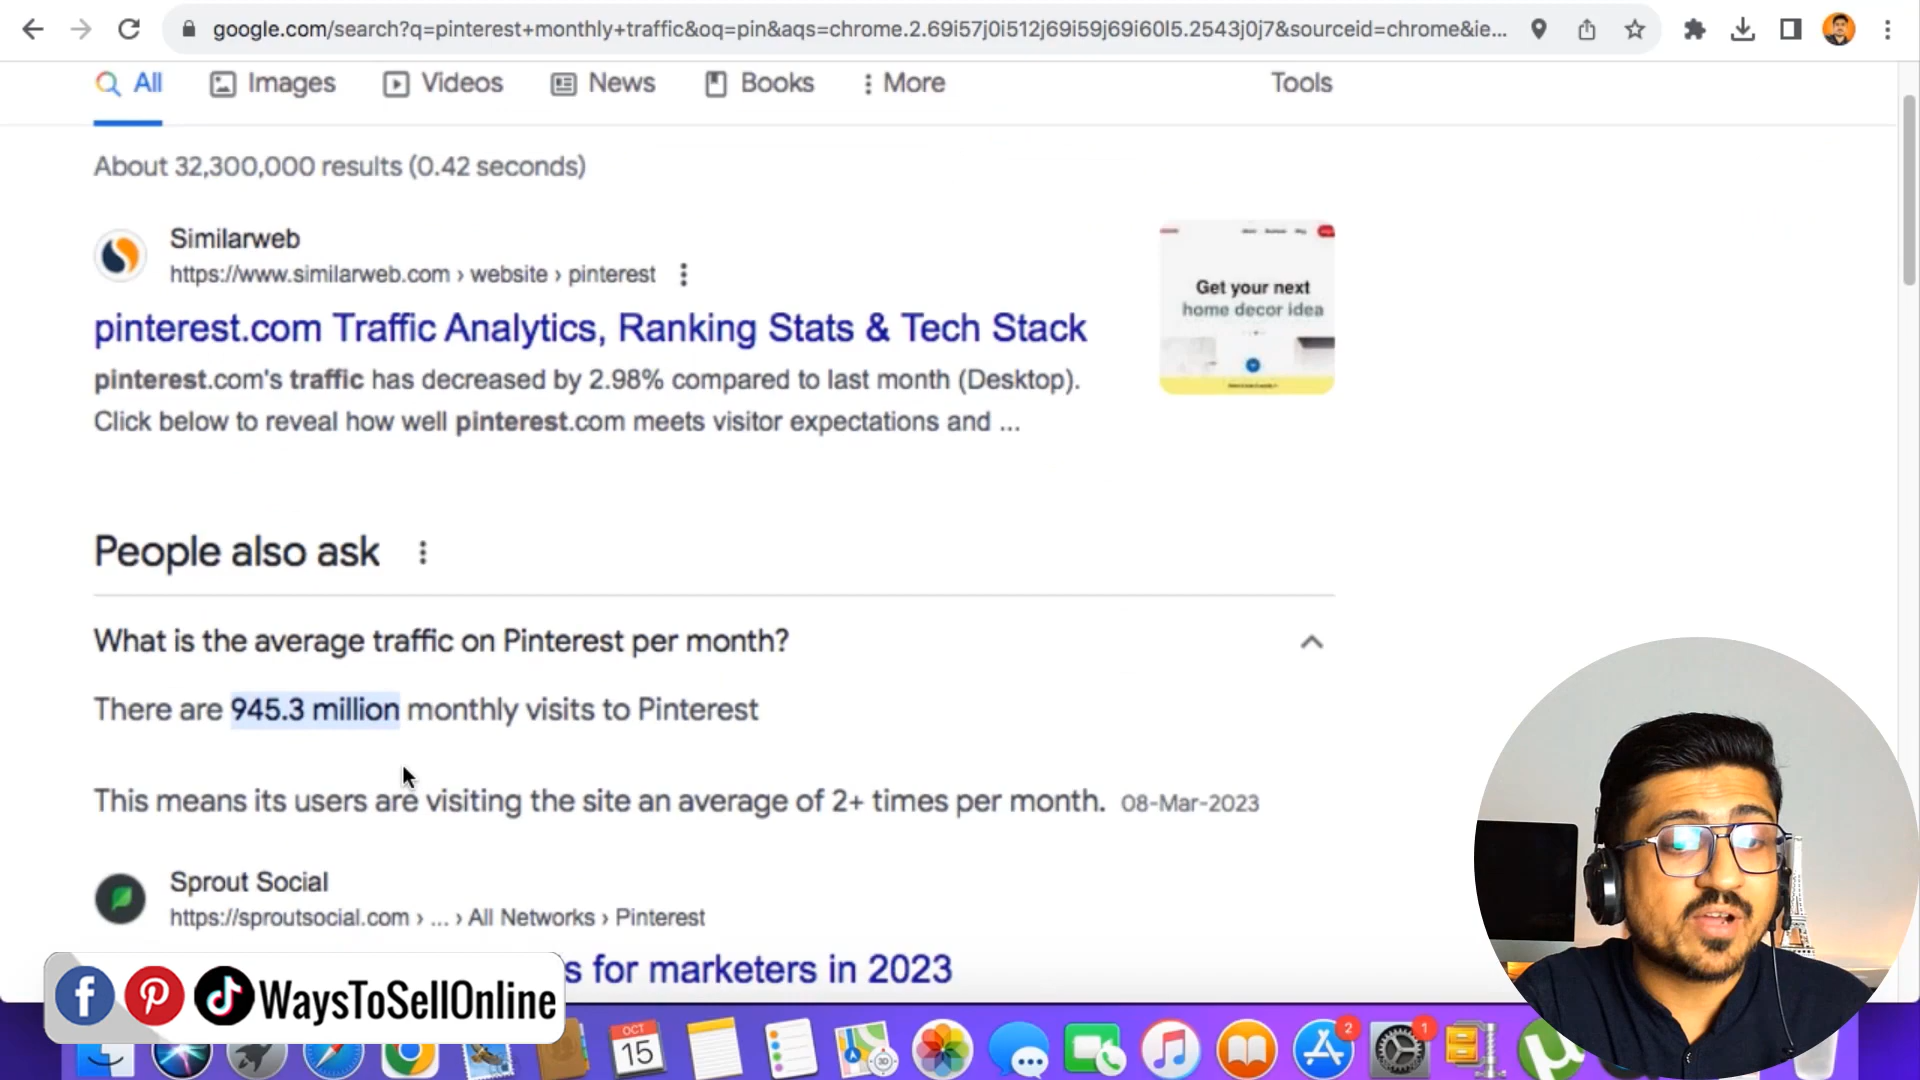 google.com/search?q=pinterest+monthly+traffic&oq=pin&aqs=chrome.2.69i57j0i512j69i59j69i60l5.2543j0j7&sourceid=chrome&ie...
All Images Videos News Books More Tools
About 32,300,000 results (0.42 seconds)
Similarweb
https://www.similarweb.com › website › pinterest
pinterest.com Traffic Analytics, Ranking Stats & Tech Stack
pinterest.com's traffic has decreased by 2.98% compared to last month (Desktop).
Click below to reveal how well pinterest.com meets visitor expectations and ...
Get your next
home decor idea
People also ask
What is the average traffic on Pinterest per month?
There are 945.3 million monthly visits to Pinterest
This means its users are visiting the site an average of 2+ times per month. 08-Mar-2023
Sprout Social
https://sproutsocial.com › ... › All Networks › Pinterest
s for marketers in 2023
WaysToSellOnline
OCT
15
3D
2
1